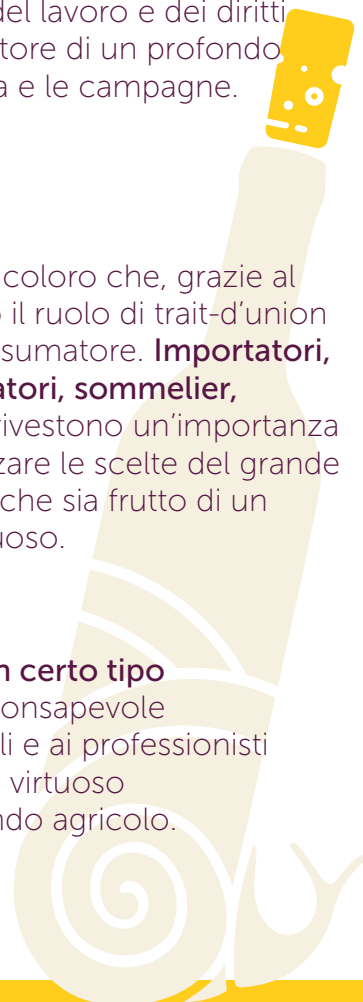 del lavoro e dei diritti
tore di un profondo
a e le campagne.
coloro che, grazie al
il ruolo di trait-d’union
sumatore. Importatori,
atori, sommelier,
rivestono un’importanza
zare le scelte del grande
che sia frutto di un
uoso.
n certo tipo
onsapevole
li e ai professionisti
virtuoso
ndo agricolo.